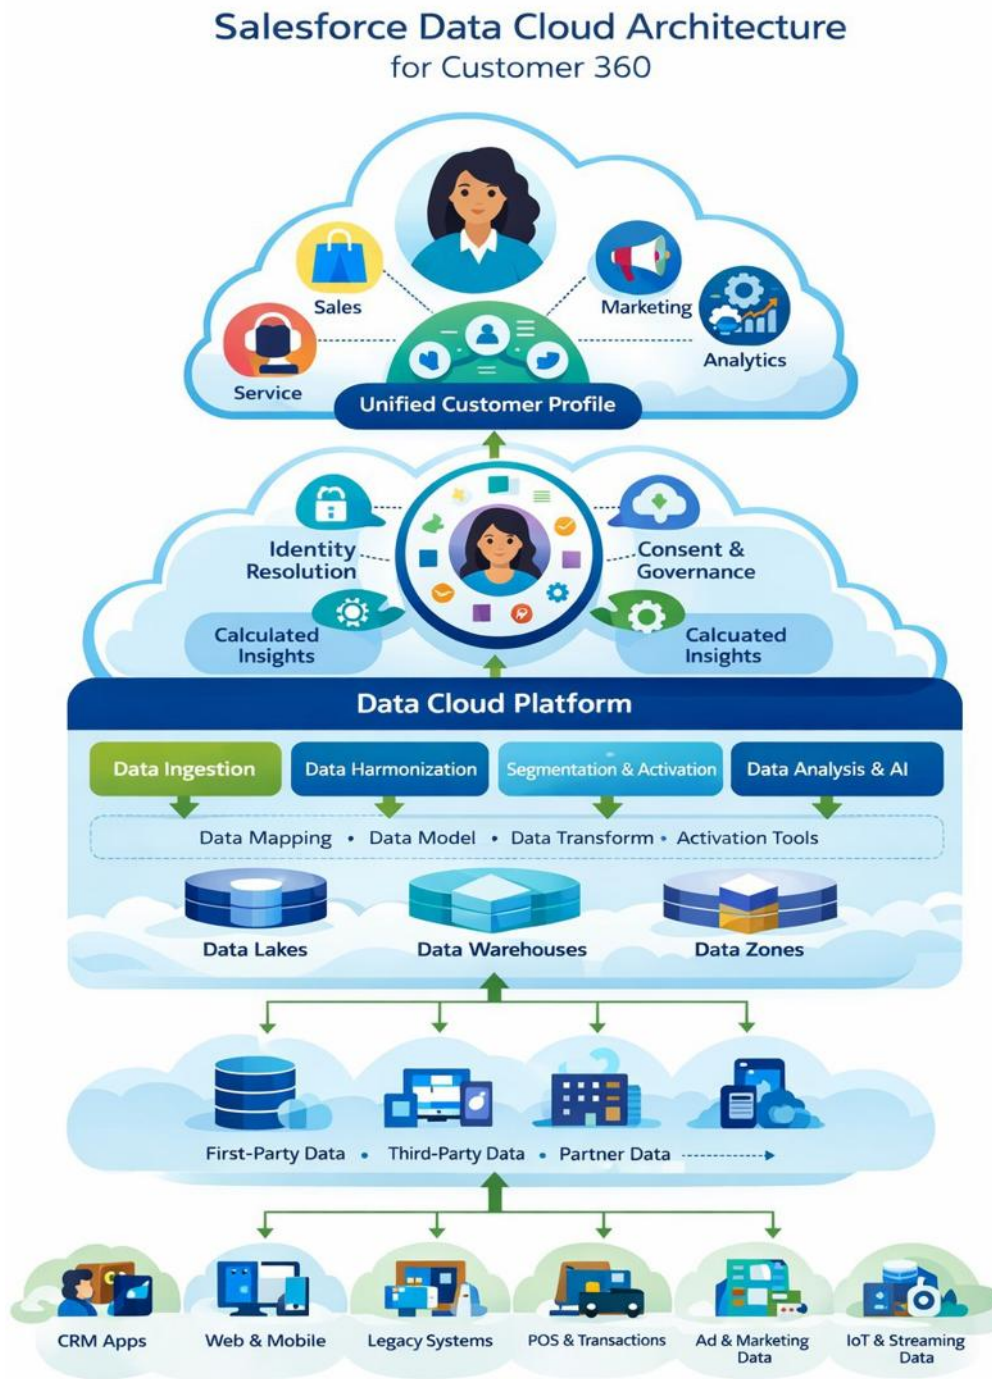 Salesforce Data Cloud Architecture
for Customer 360
Sales
Marketing
Service
Analytics
Unified Customer Profile
Identity
Resolution
Consent &
Governance
Calculated
Insights
Calcuated
Insights
Data Cloud Platform
Data Ingestion
Data Harmonization
Segmentation & Activation
Data Analysis & AI
Data Mapping • Data Model • Data Transform • Activation Tools
Data Lakes
Data Warehouses
Data Zones
First-Party Data • Third-Party Data • Partner Data
CRM Apps
Web & Mobile
Legacy Systems
POS & Transactions
Ad & Marketing
Data
IoT & Streaming
Data